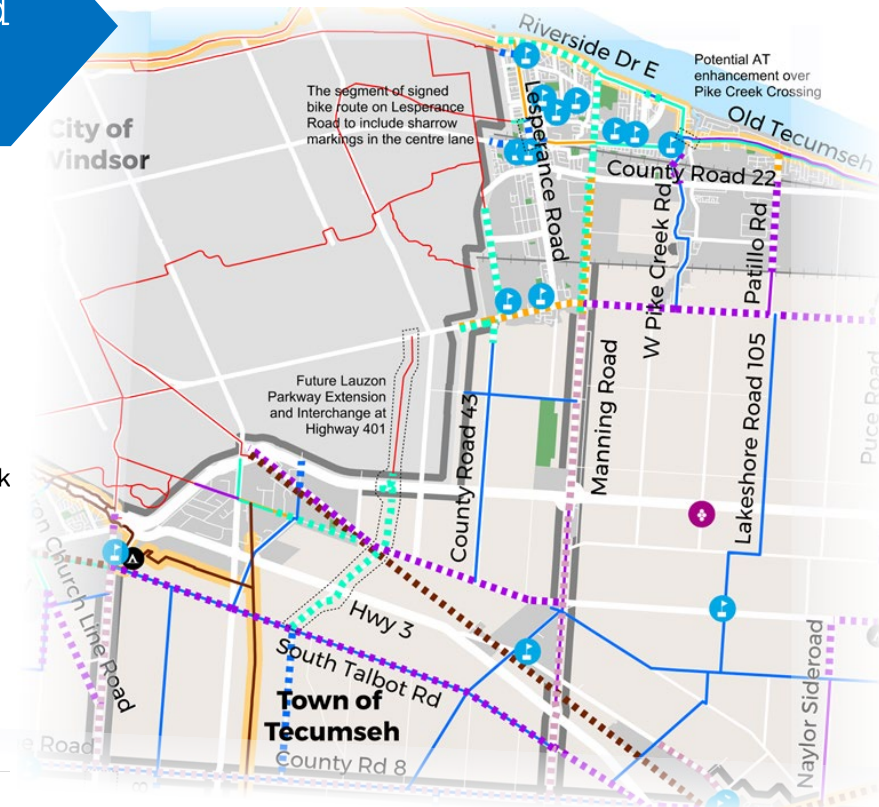 Riverside Dr E
Potential AT
enhancement over
Pike Creek Crossing
The segment of signed
bike route on Lesperance
Road to include sharrow
markings in the centre lane
City of
Windsor
Old Tecumseh
Lesperance Road
County Road 22
W Pike Creek Rd
Patillo Rd
Future Lauzon
Parkway Extension
and Interchange at
Highway 401
County Road 43
Manning Road
Lakeshore Road 105
Puce Road
k
Church Line Road
Hwy 3
South Talbot Rd
Town of
Tecumseh
Naylor Sideroad
e Road
County Rd 8